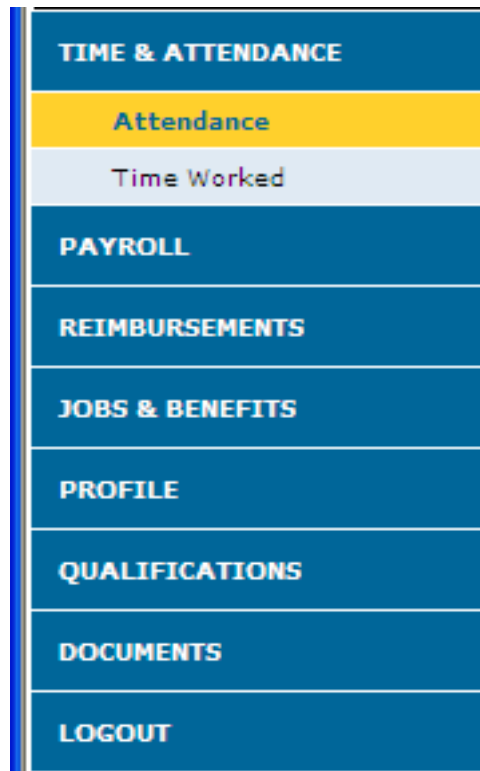 TIME & ATTENDANCE
Attendance
Time Worked
PAYROLL
REIMBURSEMENTS
JOBS & BENEFITS
PROFILE
QUALIFICATIONS
DOCUMENTS
LOGOUT